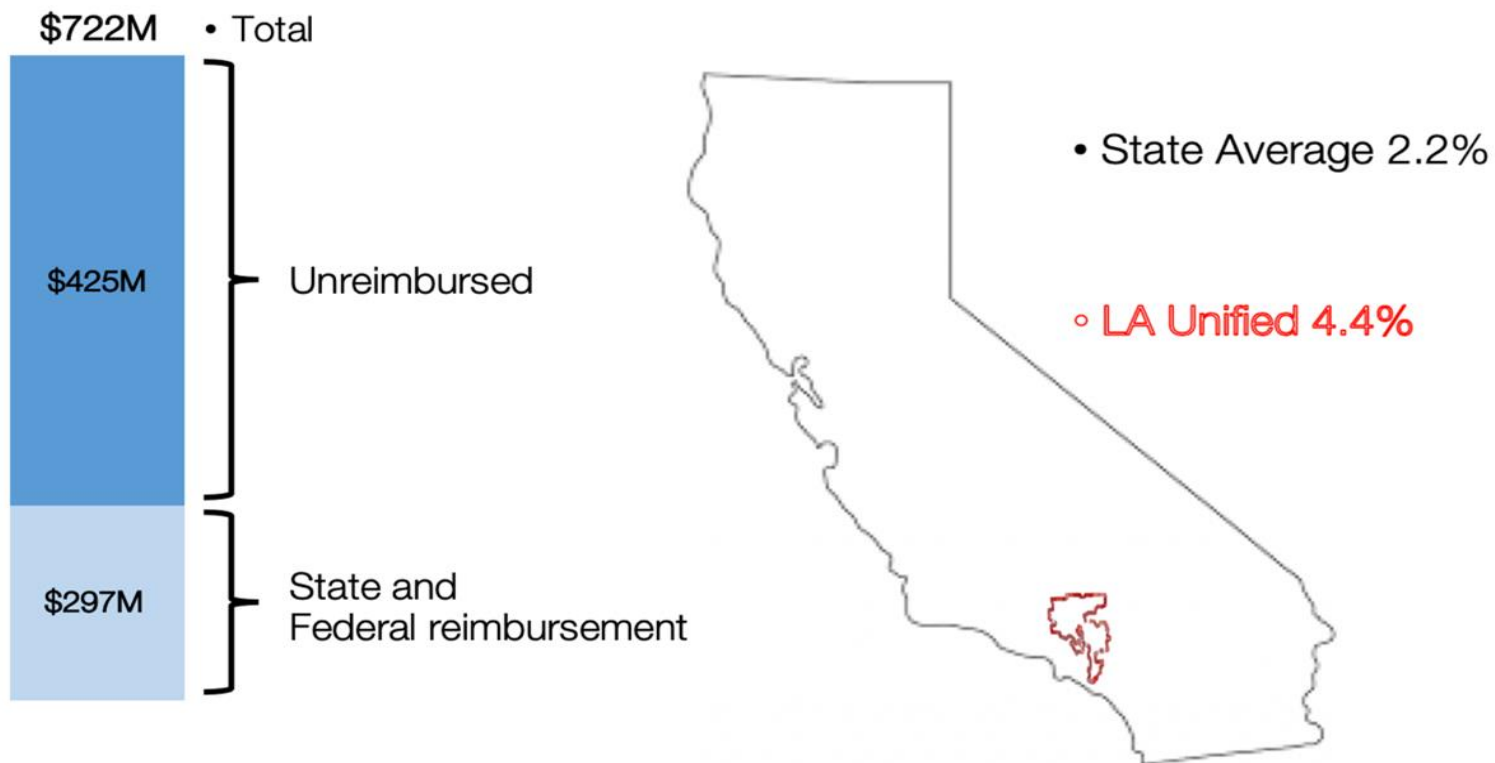 $722M • Total
$425M
Unreimbursed
$297M
State and
Federal reimbursement
• State Average 2.2%
◦ LA Unified 4.4%